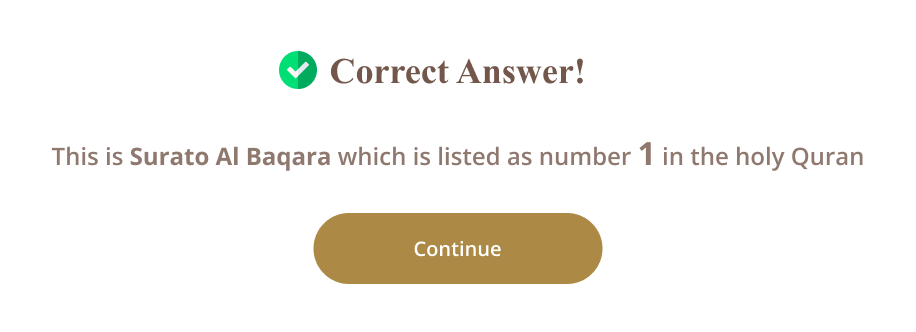 Correct Answer!
This is Surato Al Baqara which is listed as number 1 in the holy Quran
Continue